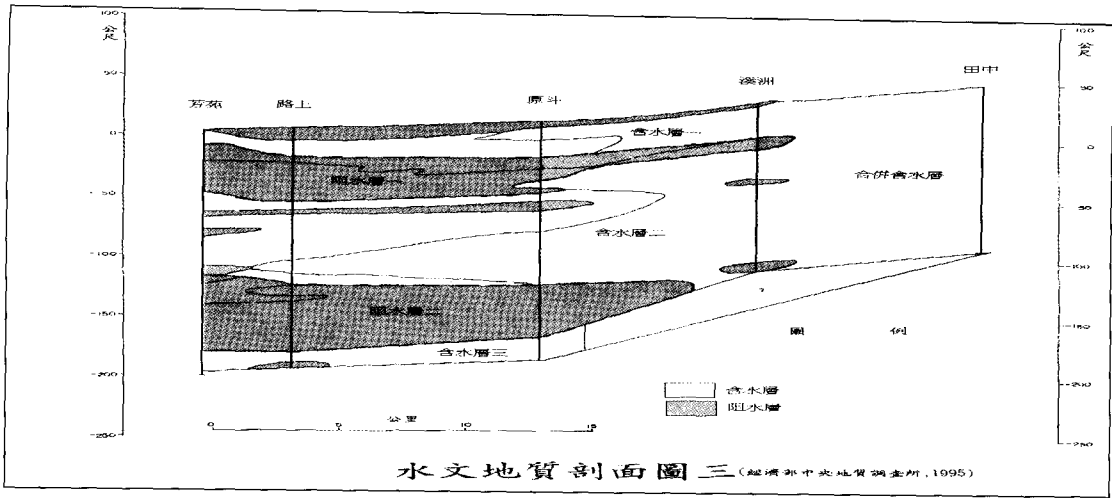 100
公尺
50
0
-50
-100
-150
-200
-250
芳苑
路上
原斗
溪洲
田中
100
公尺
50
0
-50
-100
-150
-200
-250
含水層一
阻水層一
含水層二
合併含水層
阻水層二
含水層三
?
圖例
含水層
阻水層
公里
0
5
10
15
水文地質剖面圖三(經濟部中央地質調查所,1995)